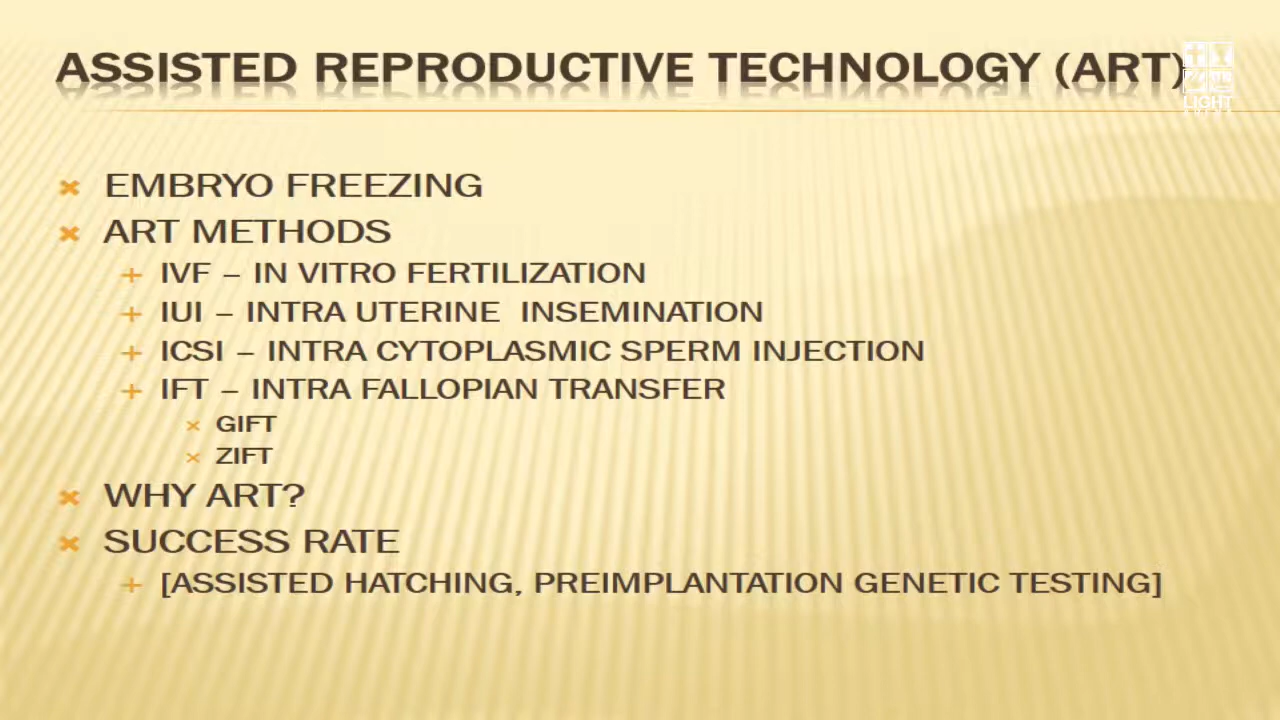 ASSISTED REPRODUCTIVE TECHNOLOGY (ART)
LIGHT
EMBRYO FREEZING
ART METHODS
IVF – IN VITRO FERTILIZATION
IUI – INTRA UTERINE INSEMINATION
ICSI – INTRA CYTOPLASMIC SPERM INJECTION
IFT – INTRA FALLOPIAN TRANSFER
GIFT
ZIFT
WHY ART?
SUCCESS RATE
[ASSISTED HATCHING, PREIMPLANTATION GENETIC TESTING]